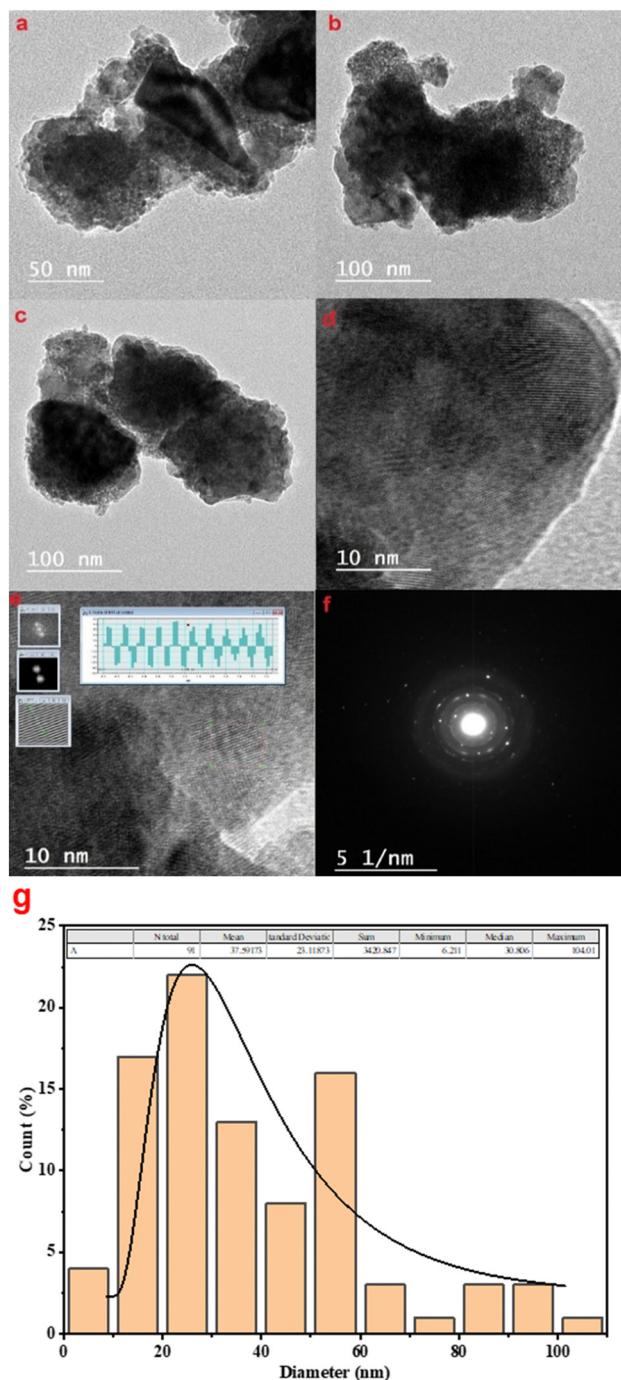 a
b
50 nm
100 nm
c
d
100 nm
10 nm
e
f
10 nm
5 1/nm
g
N total Mean tandard Deviatic Sum Minimum Median Maximum
A 91 37.59173 23.11873 3420.847 6.211 30.806 104.01
25
20
15
10
5
0
Count (%)
0 20 40 60 80 100
Diameter (nm)